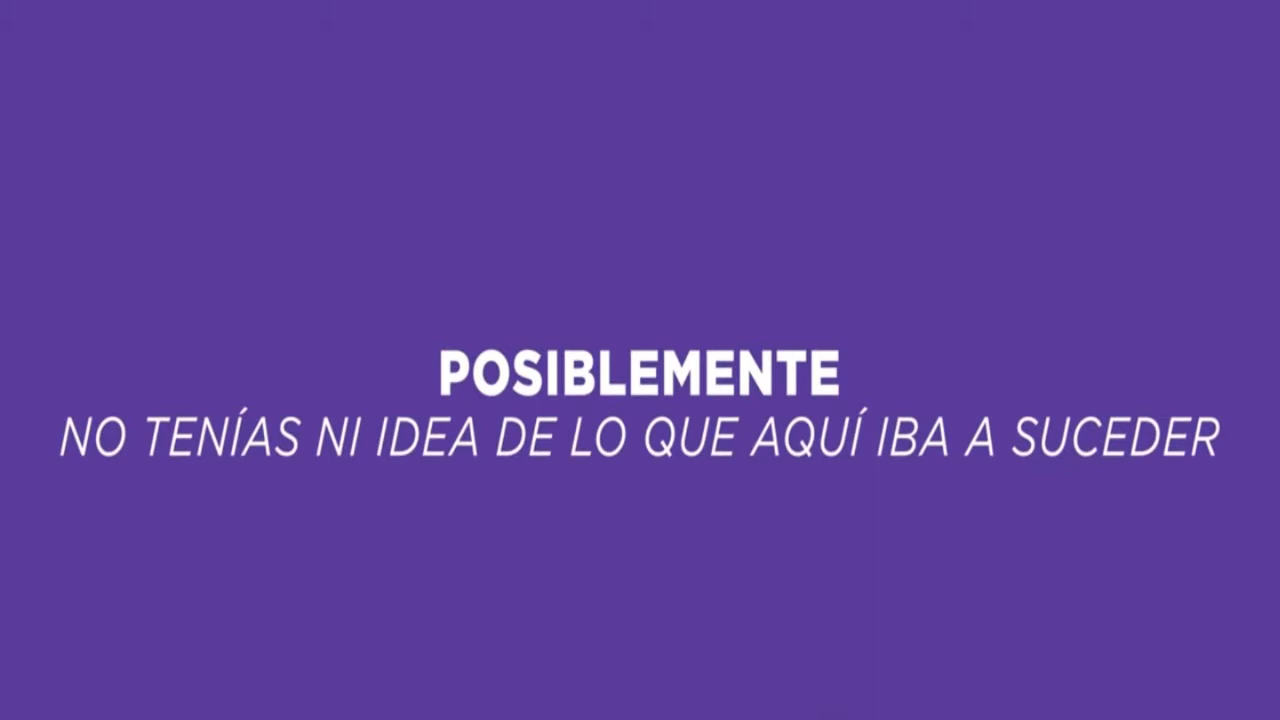 POSIBLEMENTE
NO TENÍAS NI IDEA DE LO QUE AQUÍ IBA A SUCEDER